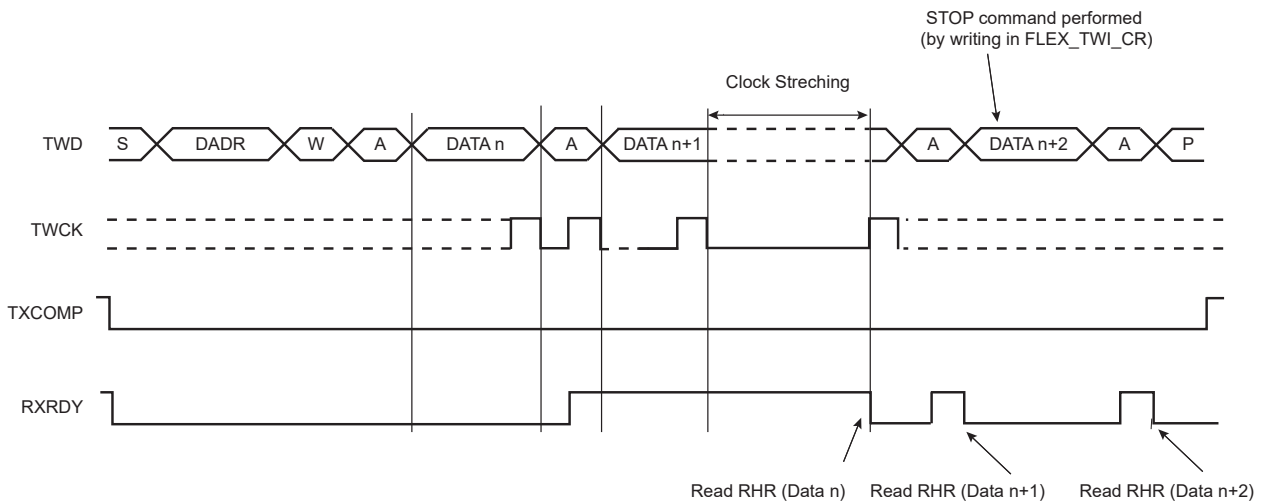 STOP command performed
(by writing in FLEX_TWI_CR)
Clock Streching
TWD S DADR W A DATA n A DATA n+1 A DATA n+2 A P
TWCK
TXCOMP
RXRDY
Read RHR (Data n) Read RHR (Data n+1) Read RHR (Data n+2)